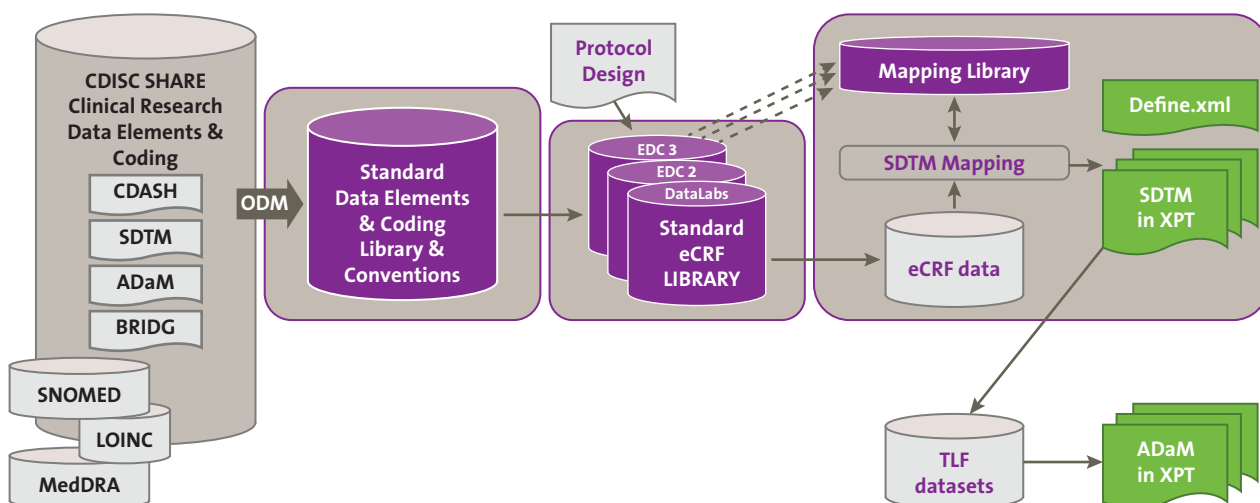 CDISC SHARE
Clinical Research
Data Elements &
Coding
CDASH
SDTM
ADaM
BRIDG
SNOMED
LOINC
MedDRA
ODM
Standard
Data Elements
& Coding
Library &
Conventions
Protocol
Design
EDC 3
EDC 2
DataLabs
Standard
eCRF
LIBRARY
Mapping Library
SDTM Mapping
eCRF data
Define.xml
SDTM
in XPT
TLF
datasets
ADaM
in XPT